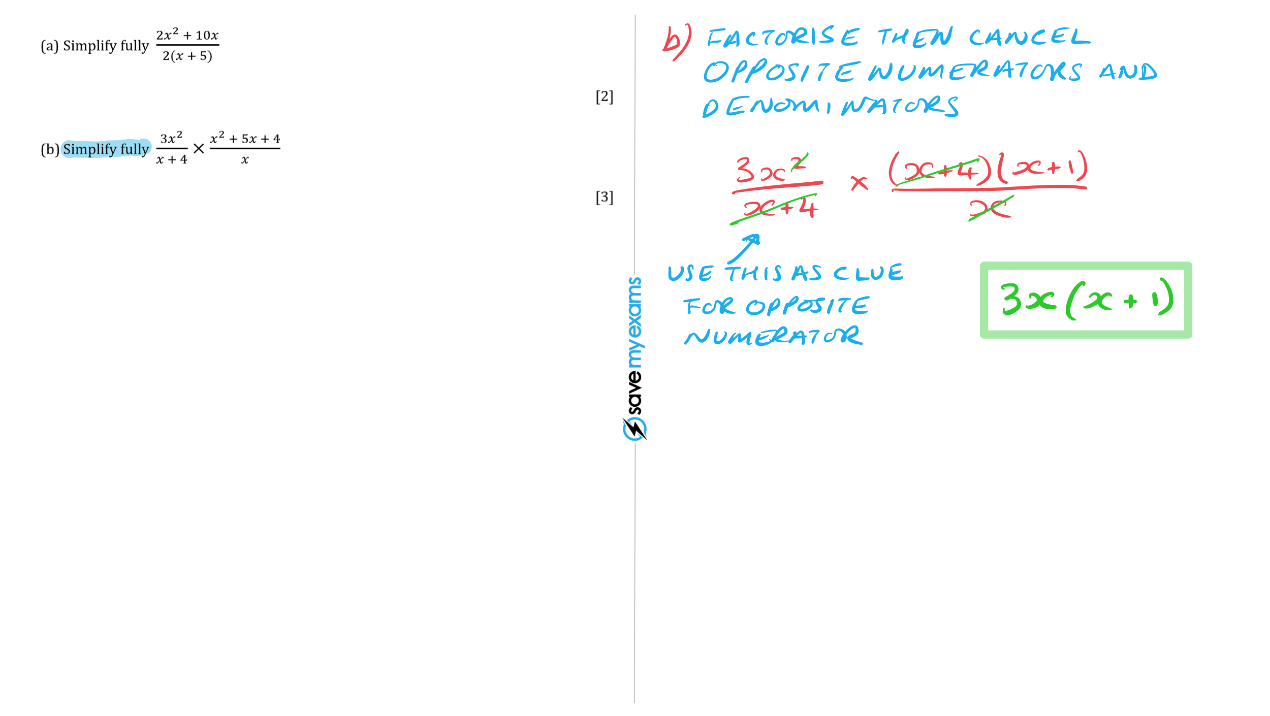 (a) Simplify fully (2x² + 10x)/(2(x + 5))
[2]
(b) Simplify fully (3x²)/(x + 4) × (x² + 5x + 4)/x
[3]
save my exams
b) FACTORISE THEN CANCEL
OPPOSITE NUMERATORS AND
DENOMINATORS
(3x²)/(x+4) × ((x+4)(x+1))/x
USE THIS AS CLUE
FOR OPPOSITE
NUMERATOR
3x(x + 1)